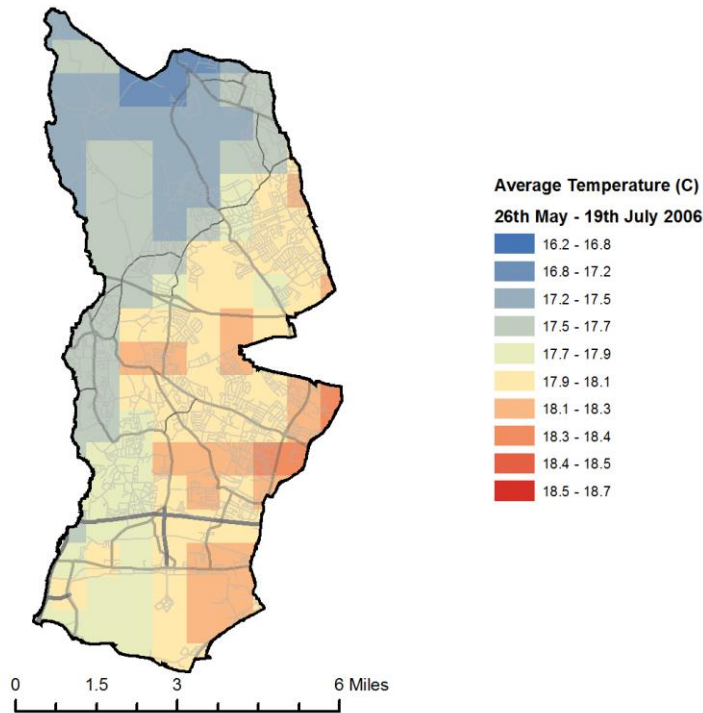 Average Temperature (C)
26th May - 19th July 2006
16.2 - 16.8
16.8 - 17.2
17.2 - 17.5
17.5 - 17.7
17.7 - 17.9
17.9 - 18.1
18.1 - 18.3
18.3 - 18.4
18.4 - 18.5
18.5 - 18.7
0 1.5 3 6 Miles